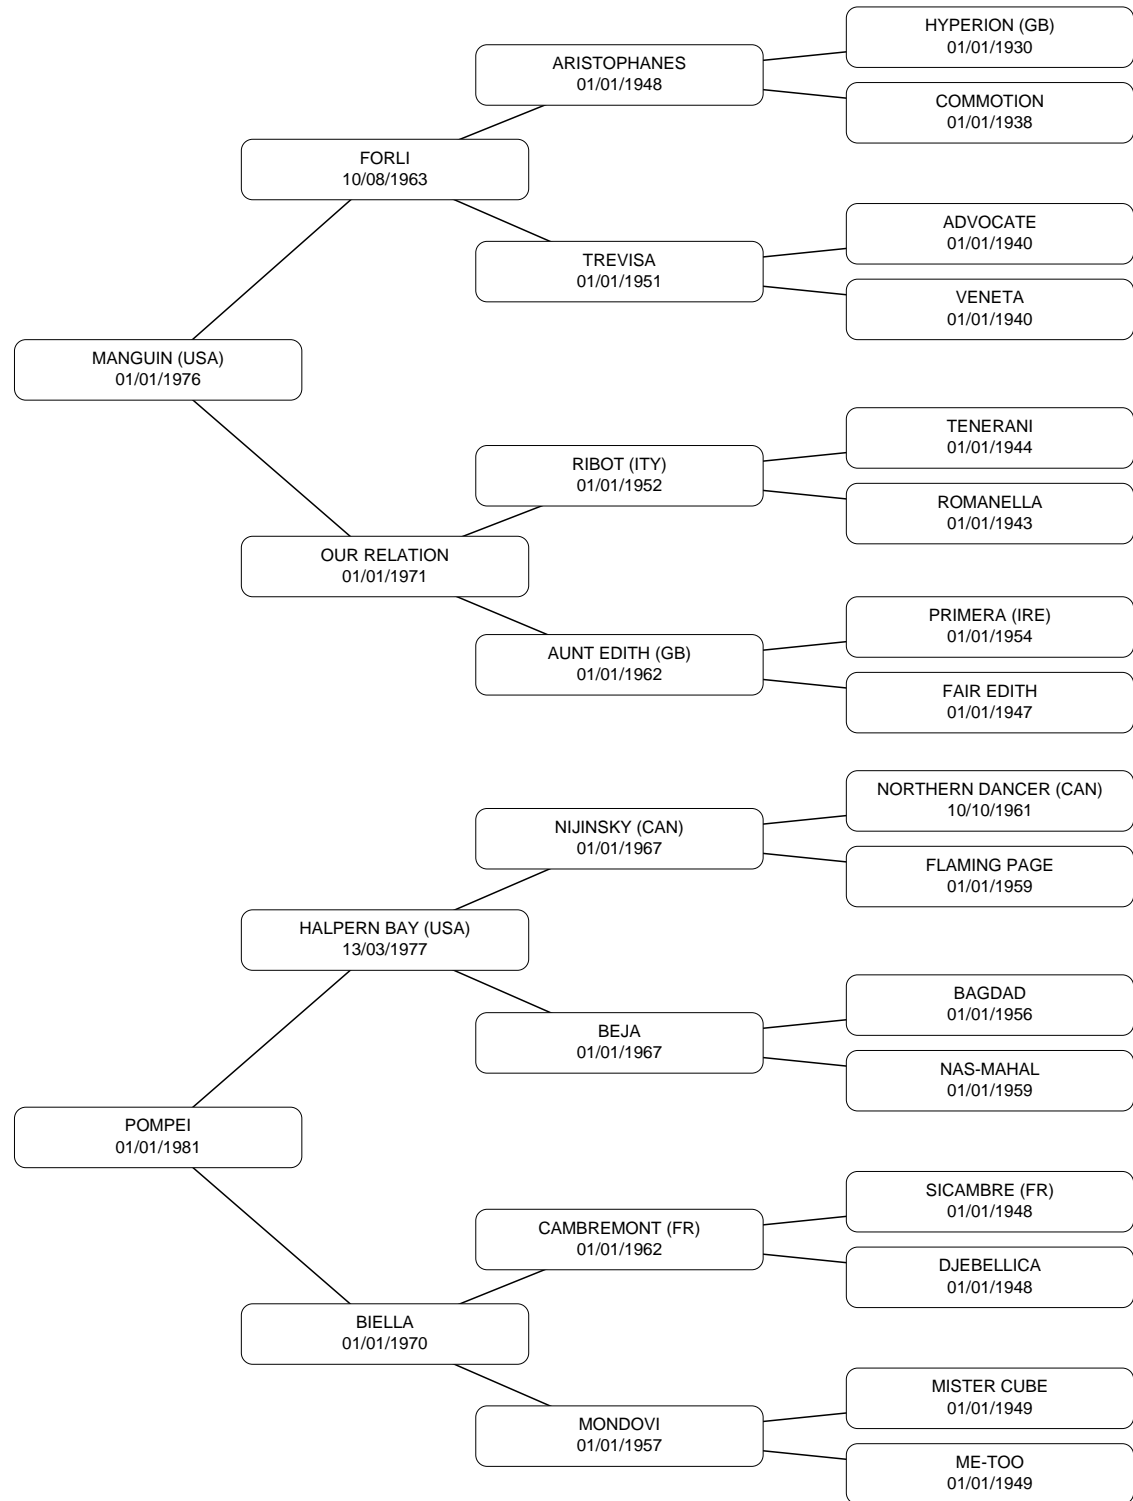 HYPERION (GB)
01/01/1930
ARISTOPHANES
01/01/1948
COMMOTION
01/01/1938
FORLI
10/08/1963
ADVOCATE
01/01/1940
TREVISA
01/01/1951
VENETA
01/01/1940
MANGUIN (USA)
01/01/1976
TENERANI
01/01/1944
RIBOT (ITY)
01/01/1952
ROMANELLA
01/01/1943
OUR RELATION
01/01/1971
PRIMERA (IRE)
01/01/1954
AUNT EDITH (GB)
01/01/1962
FAIR EDITH
01/01/1947
NORTHERN DANCER (CAN)
10/10/1961
NIJINSKY (CAN)
01/01/1967
FLAMING PAGE
01/01/1959
HALPERN BAY (USA)
13/03/1977
BAGDAD
01/01/1956
BEJA
01/01/1967
NAS-MAHAL
01/01/1959
POMPEI
01/01/1981
SICAMBRE (FR)
01/01/1948
CAMBREMONT (FR)
01/01/1962
DJEBELLICA
01/01/1948
BIELLA
01/01/1970
MISTER CUBE
01/01/1949
MONDOVI
01/01/1957
ME-TOO
01/01/1949